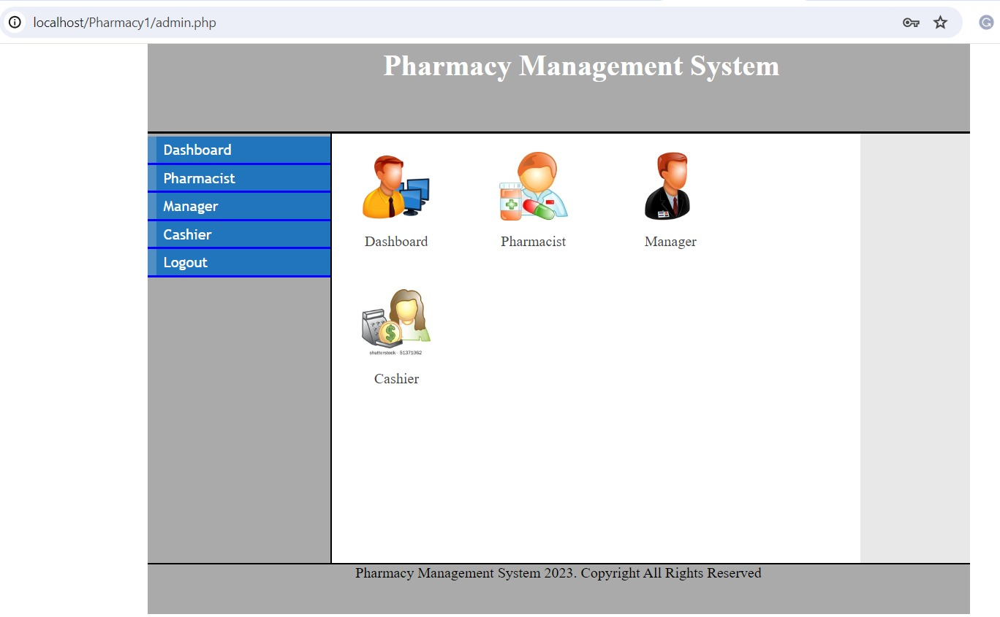 localhost/Pharmacy1/admin.php
G
Pharmacy Management System
Dashboard
Pharmacist
Manager
Cashier
Logout
Dashboard
Pharmacist
Manager
shutterstock · 51371062
Cashier
Pharmacy Management System 2023. Copyright All Rights Reserved